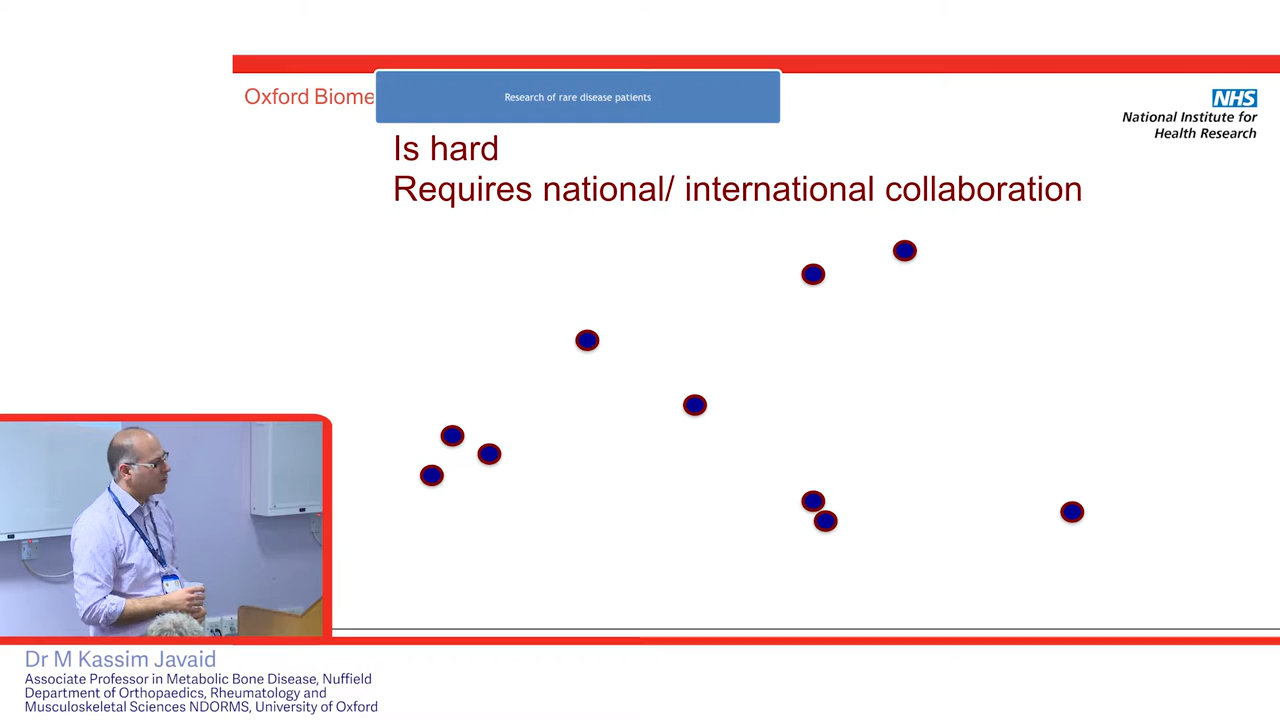 Oxford Biome
Research of rare disease patients
NHS
National Institute for
Health Research
Is hard
Requires national/ international collaboration
Dr M Kassim Javaid
Associate Professor in Metabolic Bone Disease, Nuffield
Department of Orthopaedics, Rheumatology and
Musculoskeletal Sciences NDORMS, University of Oxford